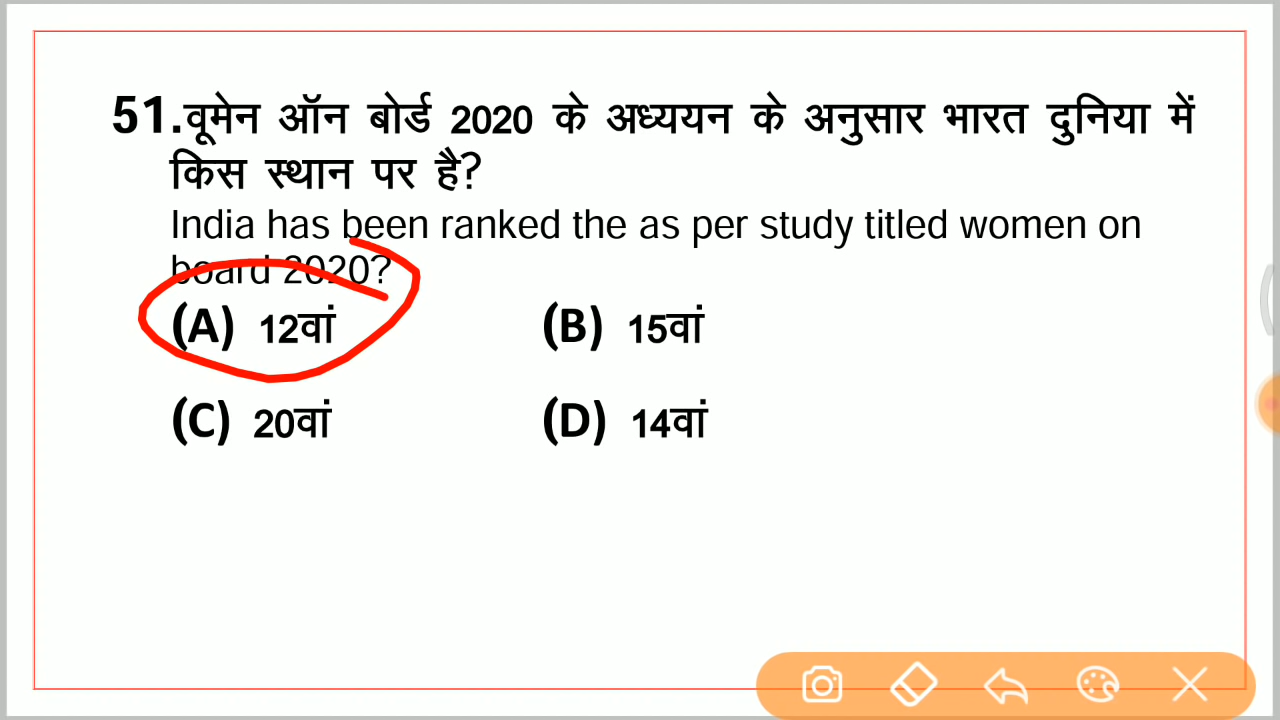 51.वूमेन ऑन बोर्ड 2020 के अध्ययन के अनुसार भारत दुनिया में
किस स्थान पर है?
India has been ranked the as per study titled women on
board 2020?
(A) 12वां (B) 15वां
(C) 20वां (D) 14वां